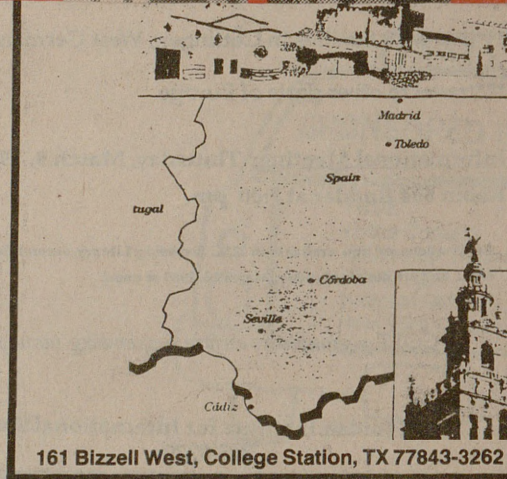 Madrid
Toledo
Spain
tugal
Córdoba
Sevilla
Cádiz
161 Bizzell West, College Station, TX 77843-3262